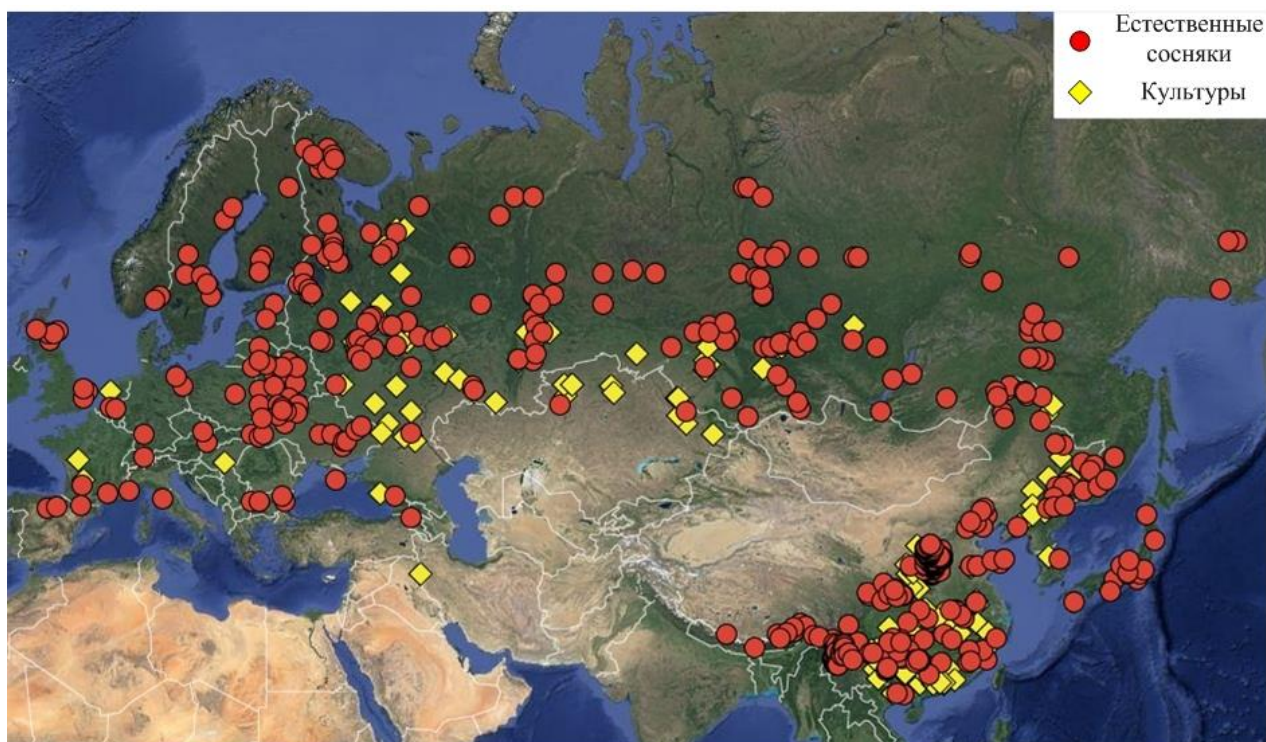 Естественные
сосняки
Культуры